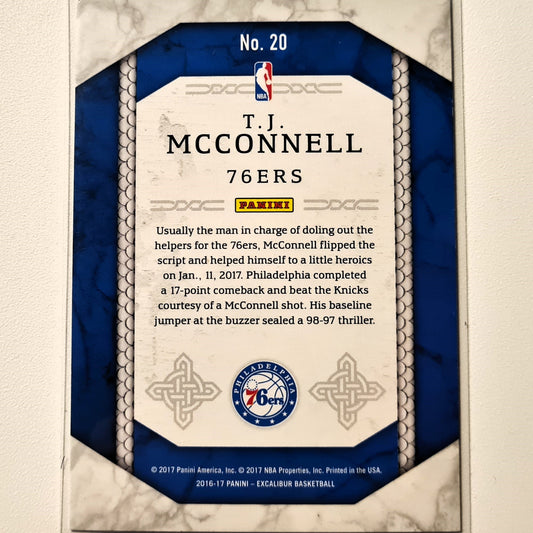 No. 20
NBA
T.J.
MCCONNELL
76ERS
PANINI
Usually the man in charge of doling out the
helpers for the 76ers, McConnell flipped the
script and helped himself to a little heroics
on Jan., 11, 2017. Philadelphia completed
a 17-point comeback and beat the Knicks
courtesy of a McConnell shot. His baseline
jumper at the buzzer sealed a 98-97 thriller.
PHILADELPHIA
76ers
© 2017 Panini America, Inc. © 2017 NBA Properties, Inc. Printed in the USA.
2016-17 PANINI – EXCALIBUR BASKETBALL